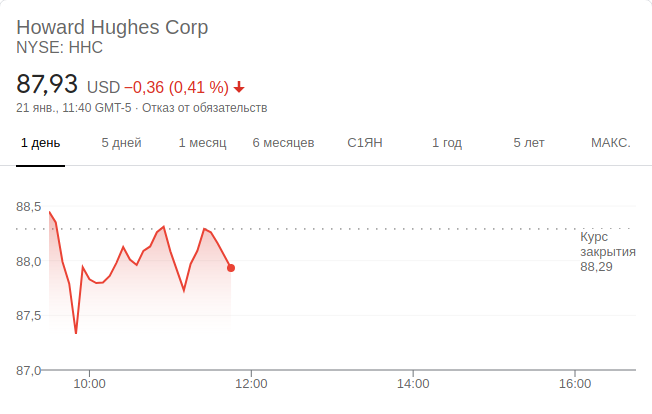 Howard Hughes Corp
NYSE: HHC
87,93 USD −0,36 (0,41 %)
21 янв., 11:40 GMT-5 · Отказ от обязательств
1 день 5 дней 1 месяц 6 месяцев С1ЯН 1 год 5 лет МАКС.
88,5
Курс
закрытия
88,0
88,29
87,5
87,0
10:00 12:00 14:00 16:00